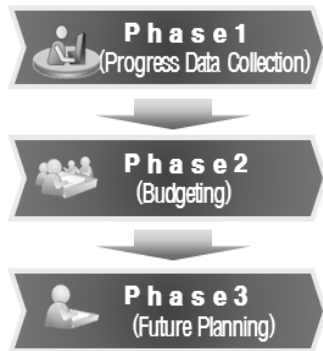 Phase1
(Progress Data Collection)
Phase2
(Budgeting)
Phase3
(Future Planning)